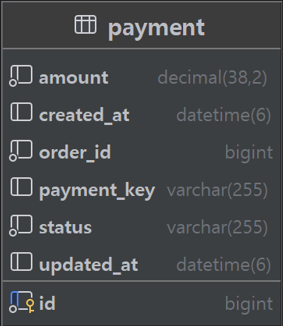 payment
amount decimal(38,2)
created_at datetime(6)
order_id bigint
payment_key varchar(255)
status varchar(255)
updated_at datetime(6)
id bigint